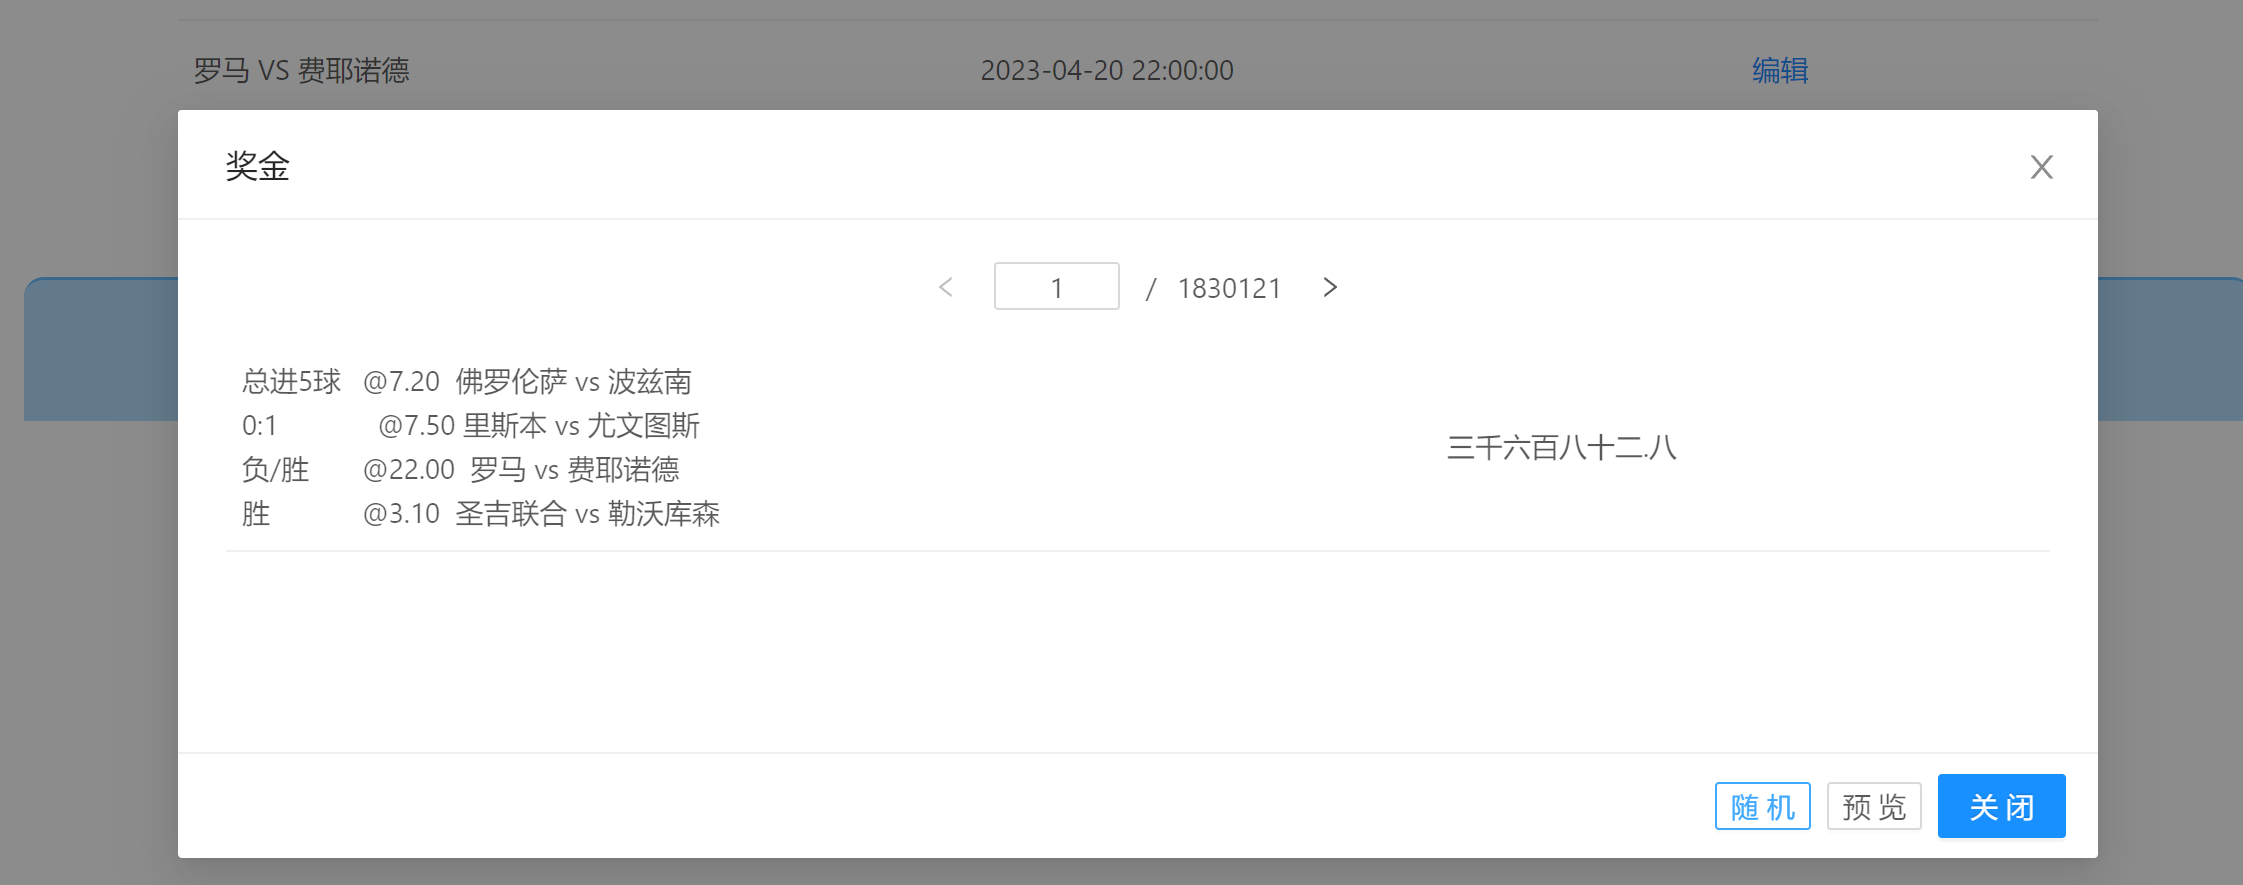 罗马 VS 费耶诺德 2023-04-20 22:00:00 编辑
奖金
1 / 1830121
总进5球 @7.20 佛罗伦萨 vs 波兹南
0:1 @7.50 里斯本 vs 尤文图斯
三千六百八十二.八
负/胜 @22.00 罗马 vs 费耶诺德
胜 @3.10 圣吉联合 vs 勒沃库森
随机 预览 关闭